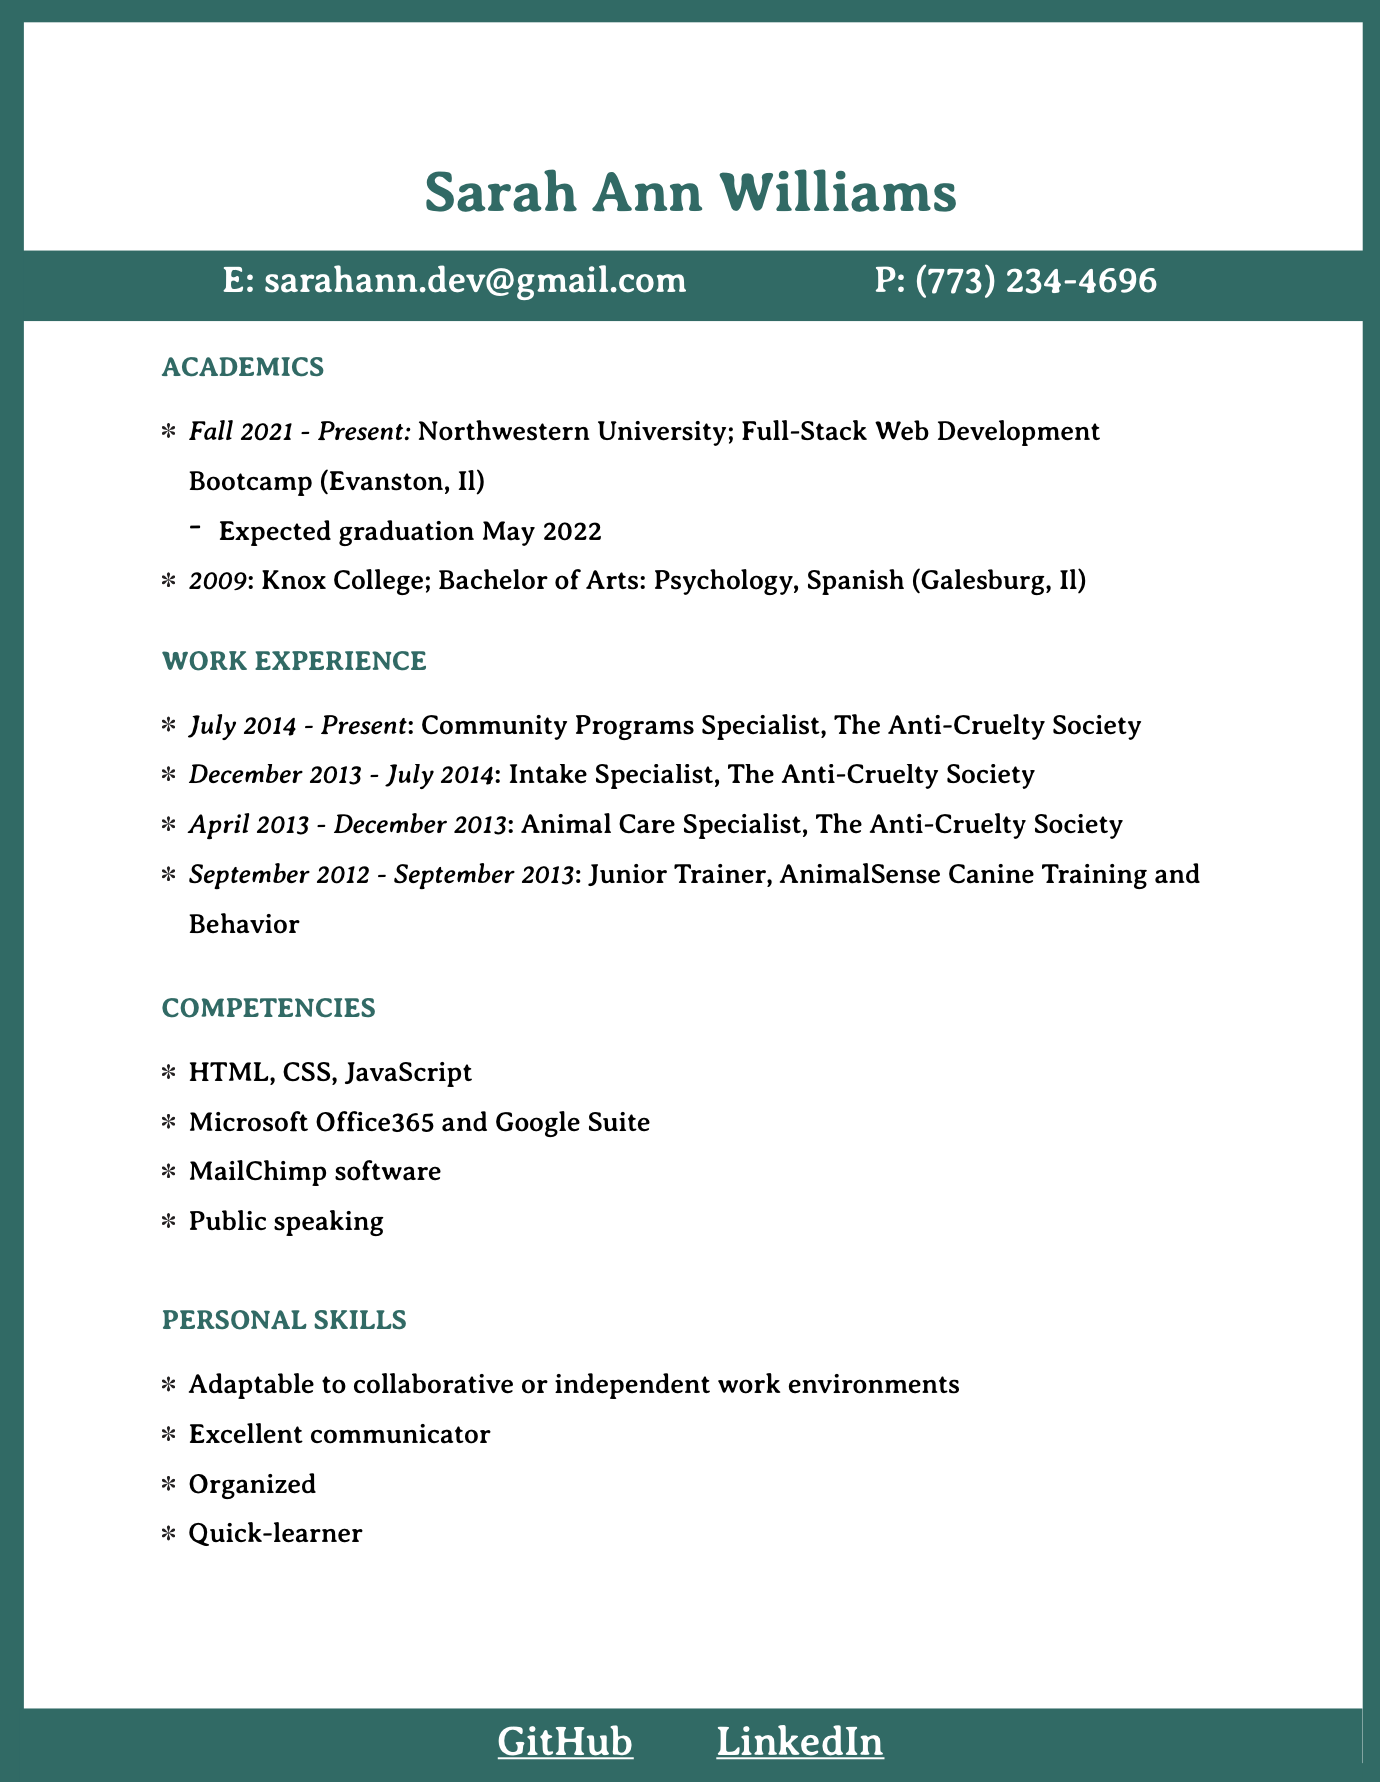 Sarah Ann Williams
E: sarahann.dev@gmail.com P: (773) 234-4696
ACADEMICS
* Fall 2021 - Present: Northwestern University; Full-Stack Web Development
Bootcamp (Evanston, Il)
- Expected graduation May 2022
* 2009: Knox College; Bachelor of Arts: Psychology, Spanish (Galesburg, Il)
WORK EXPERIENCE
* July 2014 - Present: Community Programs Specialist, The Anti-Cruelty Society
* December 2013 - July 2014: Intake Specialist, The Anti-Cruelty Society
* April 2013 - December 2013: Animal Care Specialist, The Anti-Cruelty Society
* September 2012 - September 2013: Junior Trainer, AnimalSense Canine Training and
Behavior
COMPETENCIES
* HTML, CSS, JavaScript
* Microsoft Office365 and Google Suite
* MailChimp software
* Public speaking
PERSONAL SKILLS
* Adaptable to collaborative or independent work environments
* Excellent communicator
* Organized
* Quick-learner
GitHub LinkedIn